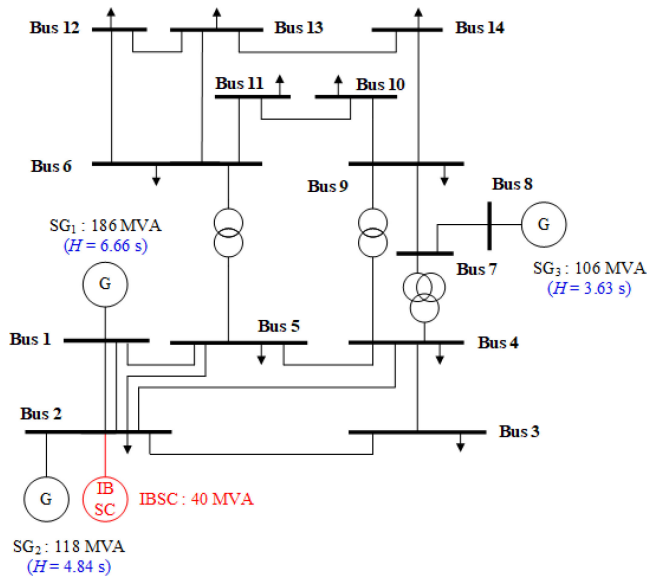 Bus 12
Bus 13
Bus 14
Bus 11
Bus 10
Bus 6
Bus 9
Bus 8
SG₁ : 186 MVA
(H = 6.66 s)
G
G
Bus 7
SG₃ : 106 MVA
(H = 3.63 s)
Bus 1
Bus 5
Bus 4
Bus 2
Bus 3
G
IB
SC
IBSC : 40 MVA
SG₂ : 118 MVA
(H = 4.84 s)